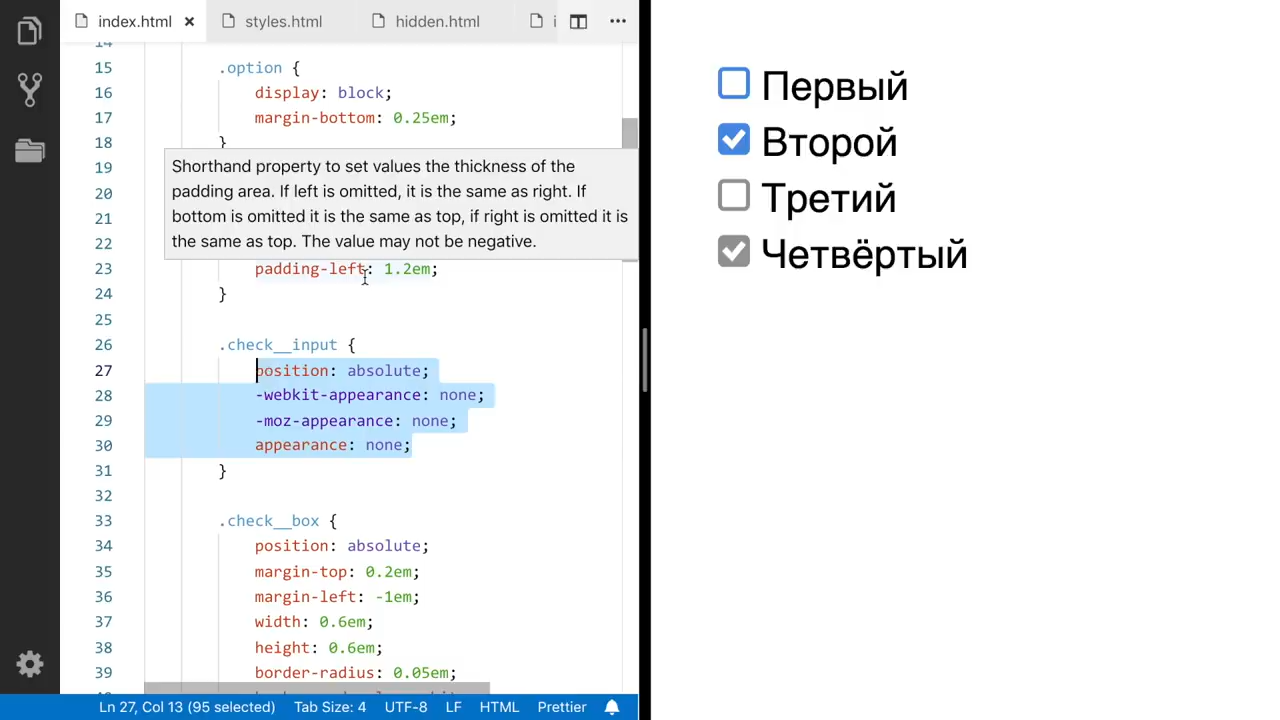 index.html ×
styles.html
hidden.html
i
14
15 .option {
16 display: block;
17 margin-bottom: 0.25em;
18 }
19
20
21
22
Shorthand property to set values the thickness of the
padding area. If left is omitted, it is the same as right. If
bottom is omitted it is the same as top, if right is omitted it is
the same as top. The value may not be negative.
23 padding-left: 1.2em;
24 }
25
26 .check__input {
27 position: absolute;
28 -webkit-appearance: none;
29 -moz-appearance: none;
30 appearance: none;
31 }
32
33 .check__box {
34 position: absolute;
35 margin-top: 0.2em;
36 margin-left: -1em;
37 width: 0.6em;
38 height: 0.6em;
39 border-radius: 0.05em;
Ln 27, Col 13 (95 selected) Tab Size: 4 UTF-8 LF HTML Prettier
Первый
Второй
Третий
Четвёртый